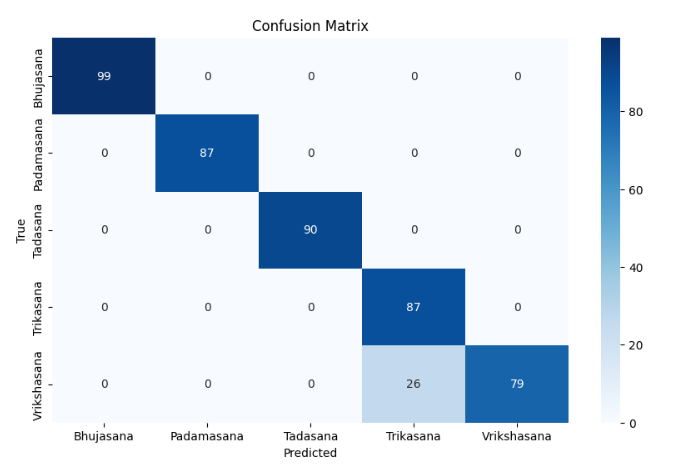 Confusion Matrix
Bhujasana 99 0 0 0 0
Padamasana 0 87 0 0 0
Tadasana 0 0 90 0 0
Trikasana 0 0 0 87 0
Vrikshasana 0 0 0 26 79
True
Bhujasana Padamasana Tadasana Trikasana Vrikshasana
Predicted
80
60
40
20
0